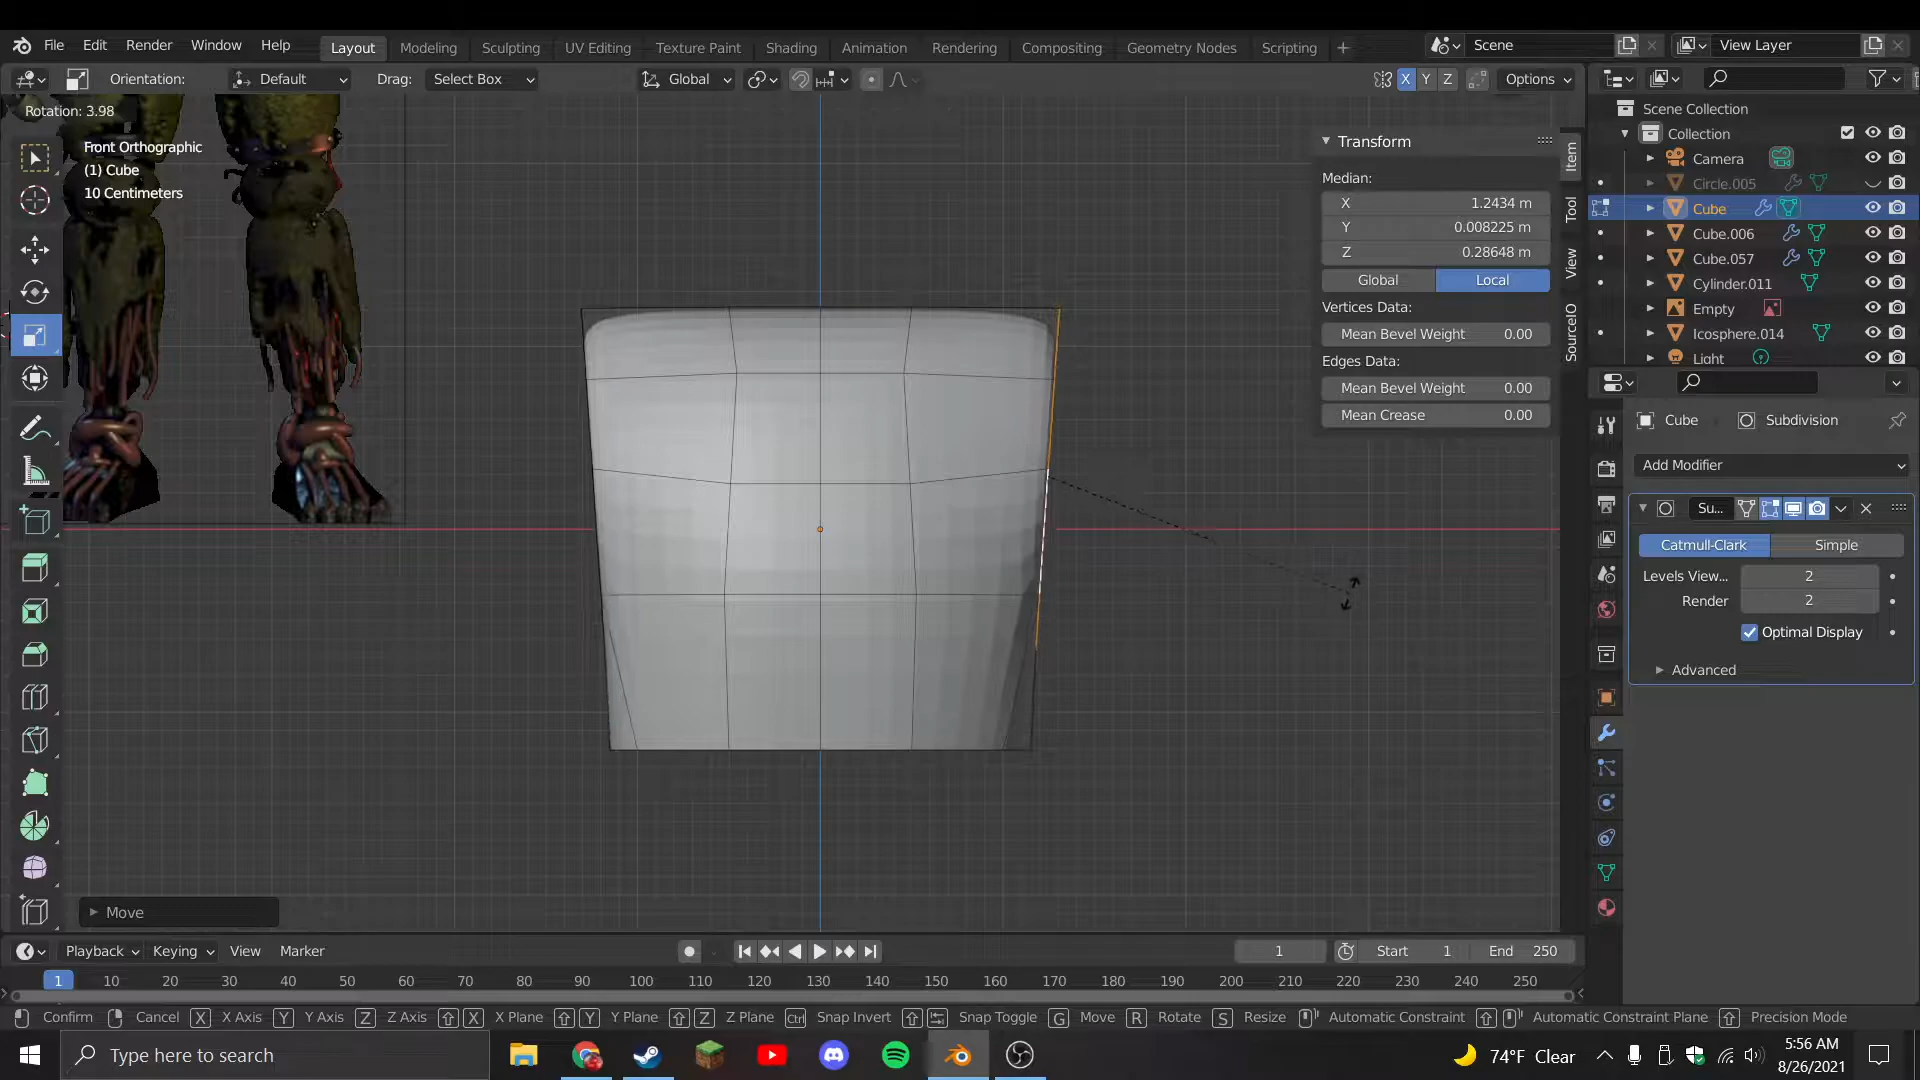 File Edit Render Window Help Layout Modeling Sculpting UV Editing Texture Paint Shading Animation Rendering Compositing Geometry Nodes Scripting + Scene View Layer
Orientation: Default Drag: Select Box Global X Y Z Options
Rotation: 3.98
Front Orthographic
(1) Cube
10 Centimeters
Transform
Median:
X 1.2434 m
Y 0.008225 m
Z 0.28648 m
Global Local
Vertices Data:
Mean Bevel Weight 0.00
Edges Data:
Mean Bevel Weight 0.00
Mean Crease 0.00
Item
Tool
View
SourceIO
Scene Collection
Collection
Camera
Circle.005
Cube
Cube.006
Cube.057
Cylinder.011
Empty
Icosphere.014
Light
Cube Subdivision
Add Modifier
Su...
Catmull-Clark Simple
Levels View... 2
Render 2
Optimal Display
Advanced
Move
Playback Keying View Marker 1 Start 1 End 250
1 10 20 30 40 50 60 70 80 90 100 110 120 130 140 150 160 170 180 190 200 210 220 230 240 250
Confirm Cancel X X Axis Y Y Axis Z Z Axis X X Plane Y Y Plane Z Z Plane Ctrl Snap Invert Snap Toggle G Move R Rotate S Resize Automatic Constraint Automatic Constraint Plane Precision Mode
Type here to search 74°F Clear 5:56 AM
8/26/2021